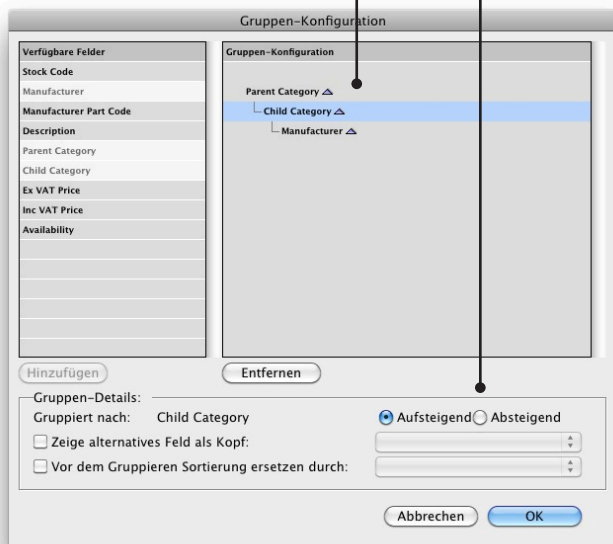 Gruppen-Konfiguration
Verfügbare Felder
Stock Code
Manufacturer
Manufacturer Part Code
Description
Parent Category
Child Category
Ex VAT Price
Inc VAT Price
Availability
Gruppen-Konfiguration
Parent Category
Child Category
Manufacturer
Hinzufügen
Entfernen
Gruppen-Details:
Gruppiert nach: Child Category
Aufsteigend Absteigend
Zeige alternatives Feld als Kopf:
Vor dem Gruppieren Sortierung ersetzen durch:
Abbrechen OK